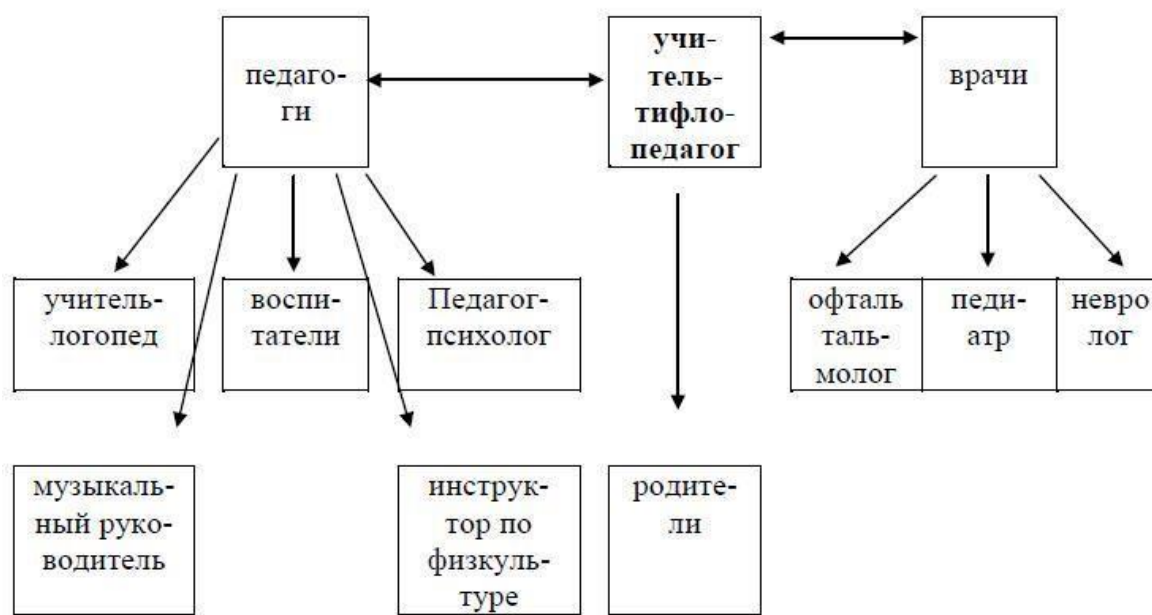 педаго-
ги
учи-
тель-
тифло-
педагог
врачи
учитель-
логопед
воспи-
татели
Педагог-
психолог
офталь
таль-
молог
педи-
атр
невро
лог
музыкаль-
ный руко-
водитель
инструк-
тор по
физкуль-
туре
родите-
ли